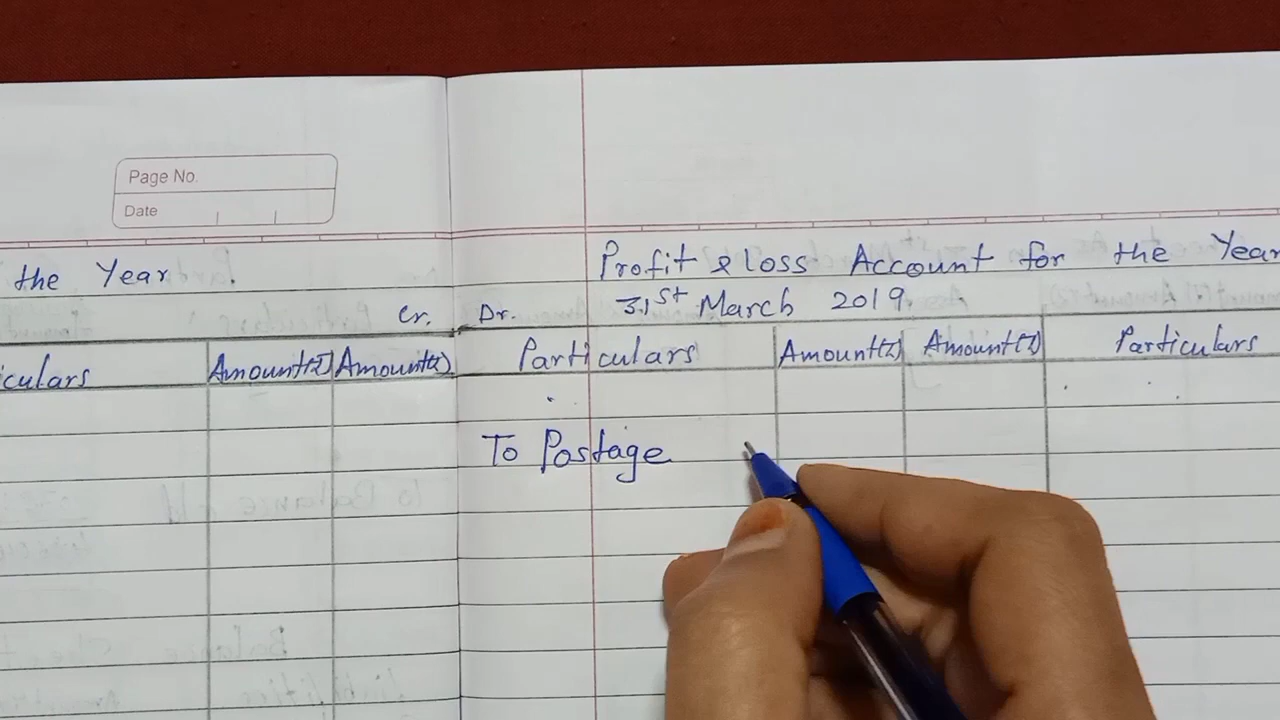 Page No.
Date
the Year
Cr.
culars Amount(₹) Amount(₹)
Profit & Loss Account for the Year
Dr. 31st March 2019.
Particulars Amount(₹) Amount(₹) Particulars
To Postage